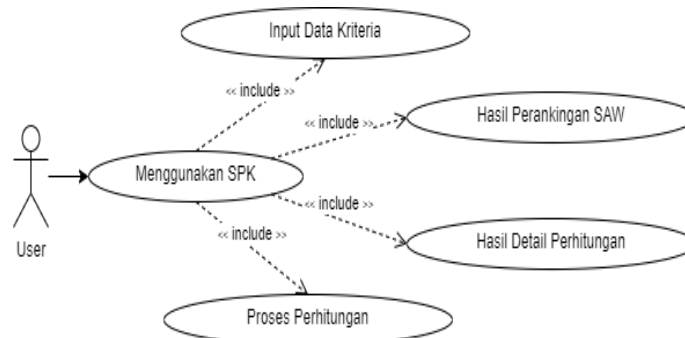 Input Data Kriteria
<< include >>
<< include >>
Hasil Perankingan SAW
Menggunakan SPK
<< include >>
Hasil Detail Perhitungan
<< include >>
User
Proses Perhitungan